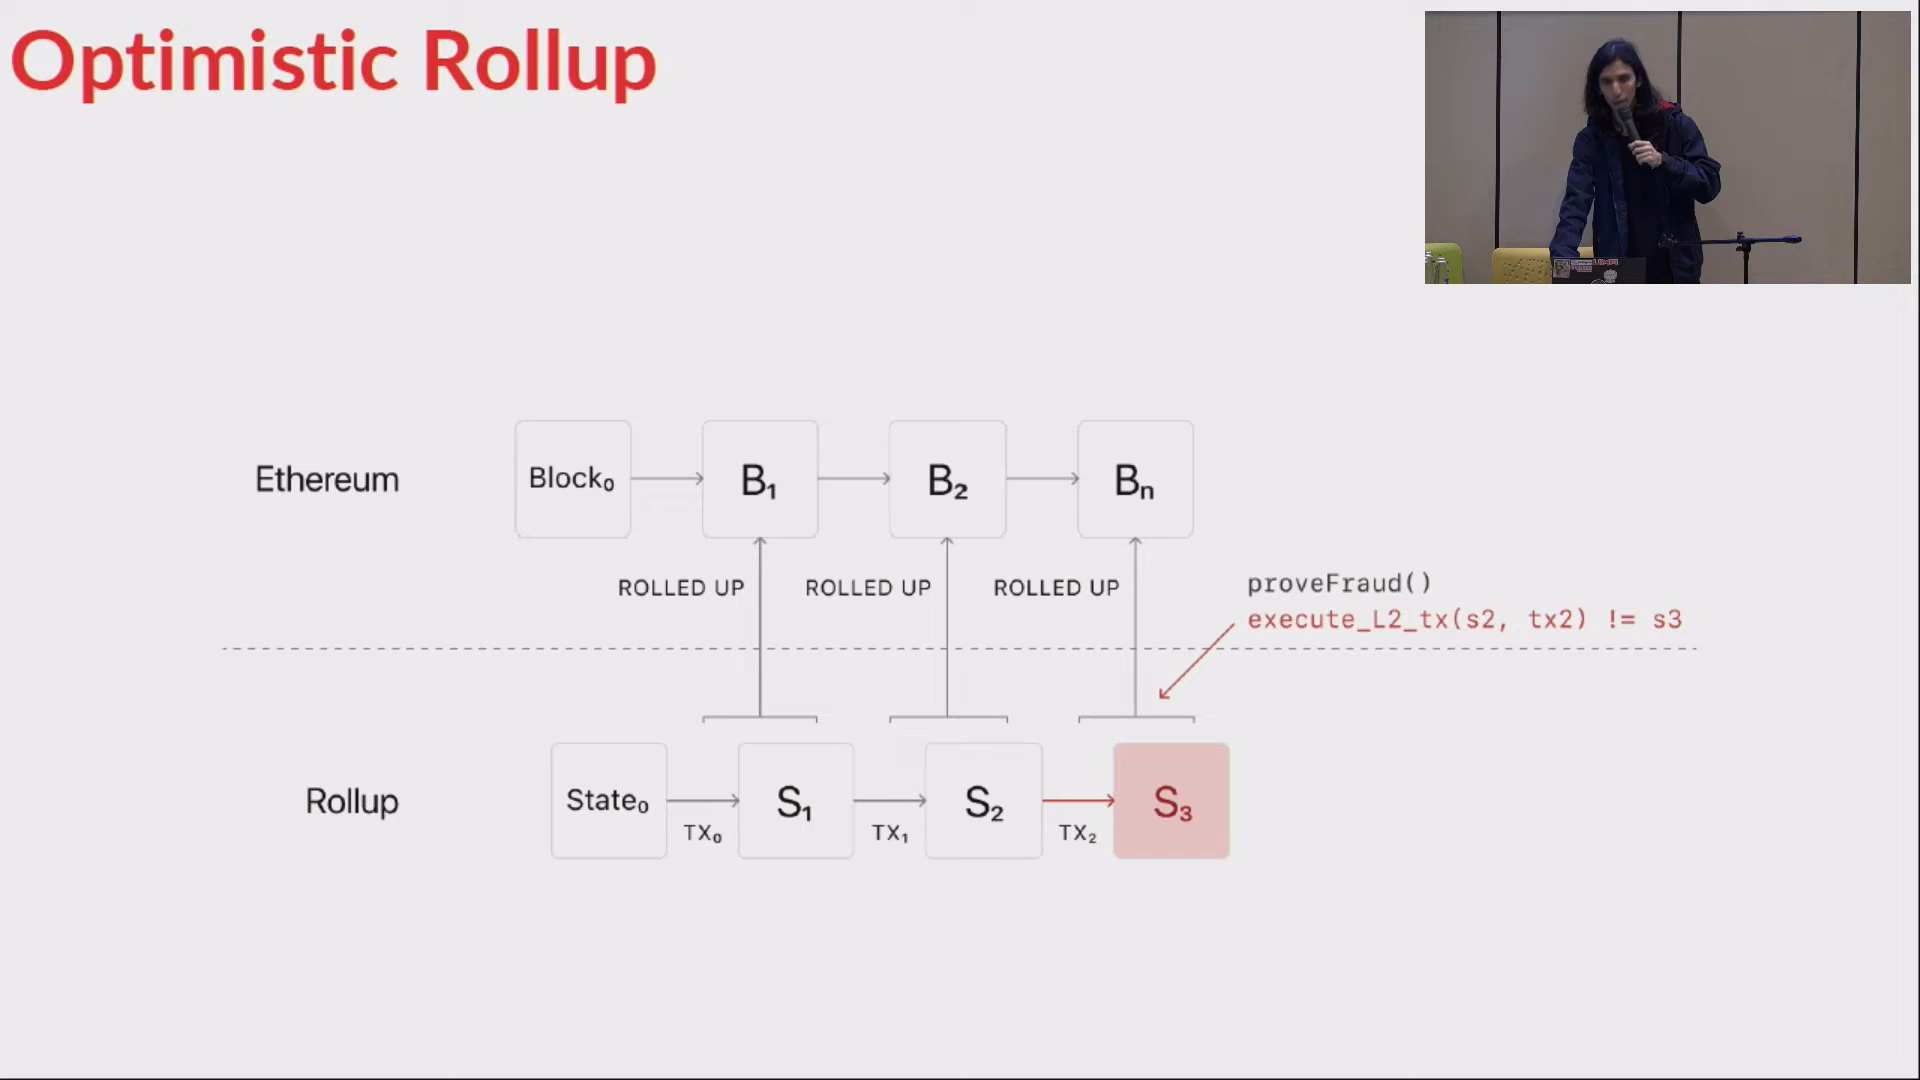 Optimistic Rollup
Ethereum
Block₀
B₁
B₂
Bₙ
ROLLED UP
ROLLED UP
ROLLED UP
proveFraud()
execute_L2_tx(s2, tx2) != s3
Rollup
State₀
S₁
S₂
S₃
TX₀
TX₁
TX₂